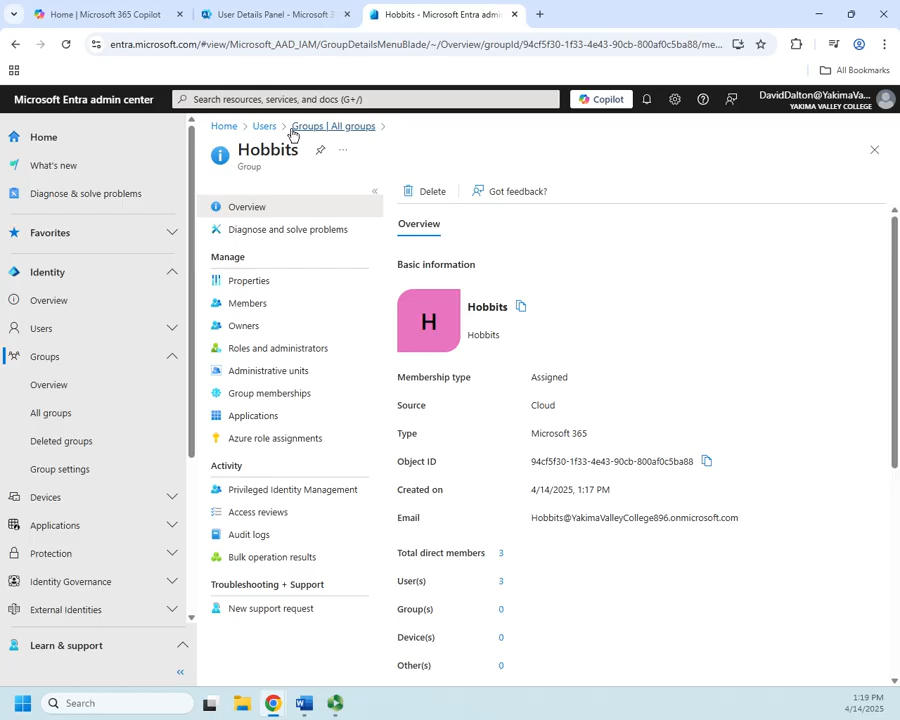 Home | Microsoft 365 Copilot
User Details Panel - Microsoft 3
Hobbits - Microsoft Entra admin
entra.microsoft.com/#view/Microsoft_AAD_IAM/GroupDetailsMenuBlade/~/Overview/groupId/94cf5f30-1f33-4e43-90cb-800af0c5ba88/me...
All Bookmarks
Microsoft Entra admin center
Search resources, services, and docs (G+/)
Copilot
DavidDalton@YakimaVa...
YAKIMA VALLEY COLLEGE
Home
What's new
Diagnose & solve problems
Favorites
Identity
Overview
Users
Groups
Overview
All groups
Deleted groups
Group settings
Devices
Applications
Protection
Identity Governance
External Identities
Learn & support
Home > Users > Groups | All groups >
Hobbits
Group
Overview
Diagnose and solve problems
Manage
Properties
Members
Owners
Roles and administrators
Administrative units
Group memberships
Applications
Azure role assignments
Activity
Privileged Identity Management
Access reviews
Audit logs
Bulk operation results
Troubleshooting + Support
New support request
Delete
Got feedback?
Overview
Basic information
H
Hobbits
Hobbits
Membership type Assigned
Source Cloud
Type Microsoft 365
Object ID 94cf5f30-1f33-4e43-90cb-800af0c5ba88
Created on 4/14/2025, 1:17 PM
Email Hobbits@YakimaValleyCollege896.onmicrosoft.com
Total direct members 3
User(s) 3
Group(s) 0
Device(s) 0
Other(s) 0
Search
1:19 PM
4/14/2025